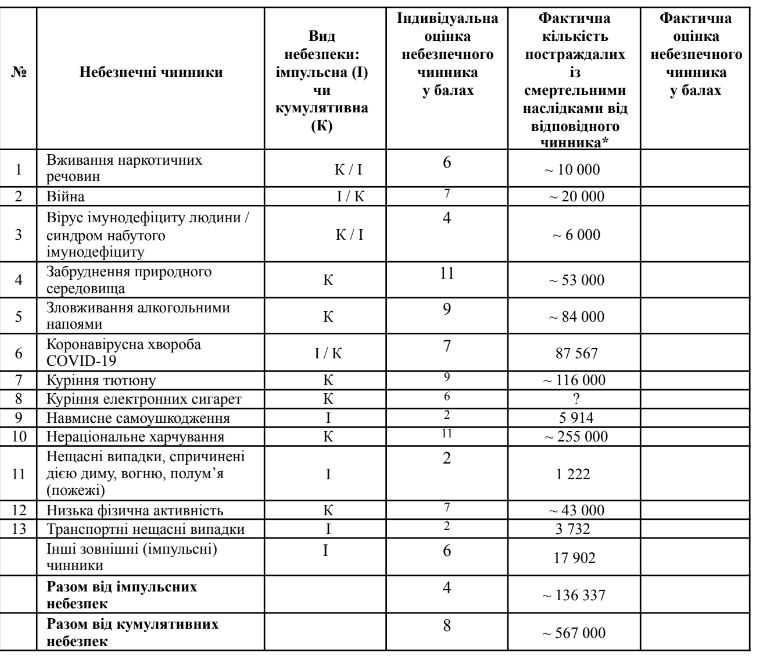 №
Небезпечні чинники
Вид
небезпеки:
імпульсна (І)
чи
кумулятивна
(К)
Індивідуальна
оцінка
небезпечного
чинника
у балах
Фактична
кількість
постраждалих
із
смертельними
наслідками від
відповідного
чинника*
Фактична
оцінка
небезпечного
чинника
у балах
1
Вживання наркотичних
речовин
К / І
6
~ 10 000
2
Війна
І / К
7
~ 20 000
3
Вірус імунодефіциту людини /
синдром набутого
імунодефіциту
К / І
4
~ 6 000
4
Забруднення природного
середовища
К
11
~ 53 000
5
Зловживання алкогольними
напоями
К
9
~ 84 000
6
Коронавірусна хвороба
COVID-19
І / К
7
87 567
7
Куріння тютюну
К
9
~ 116 000
8
Куріння електронних сигарет
К
6
?
9
Навмисне самоушкодження
І
2
5 914
10
Нераціональне харчування
К
11
~ 255 000
11
Нещасні випадки, спричинені
дією диму, вогню, полум’я
(пожежі)
І
2
1 222
12
Низька фізична активність
К
7
~ 43 000
13
Транспортні нещасні випадки
І
2
3 732
Інші зовнішні (імпульсні)
чинники
І
6
17 902
Разом від імпульсних
небезпек
4
~ 136 337
Разом від кумулятивних
небезпек
8
~ 567 000